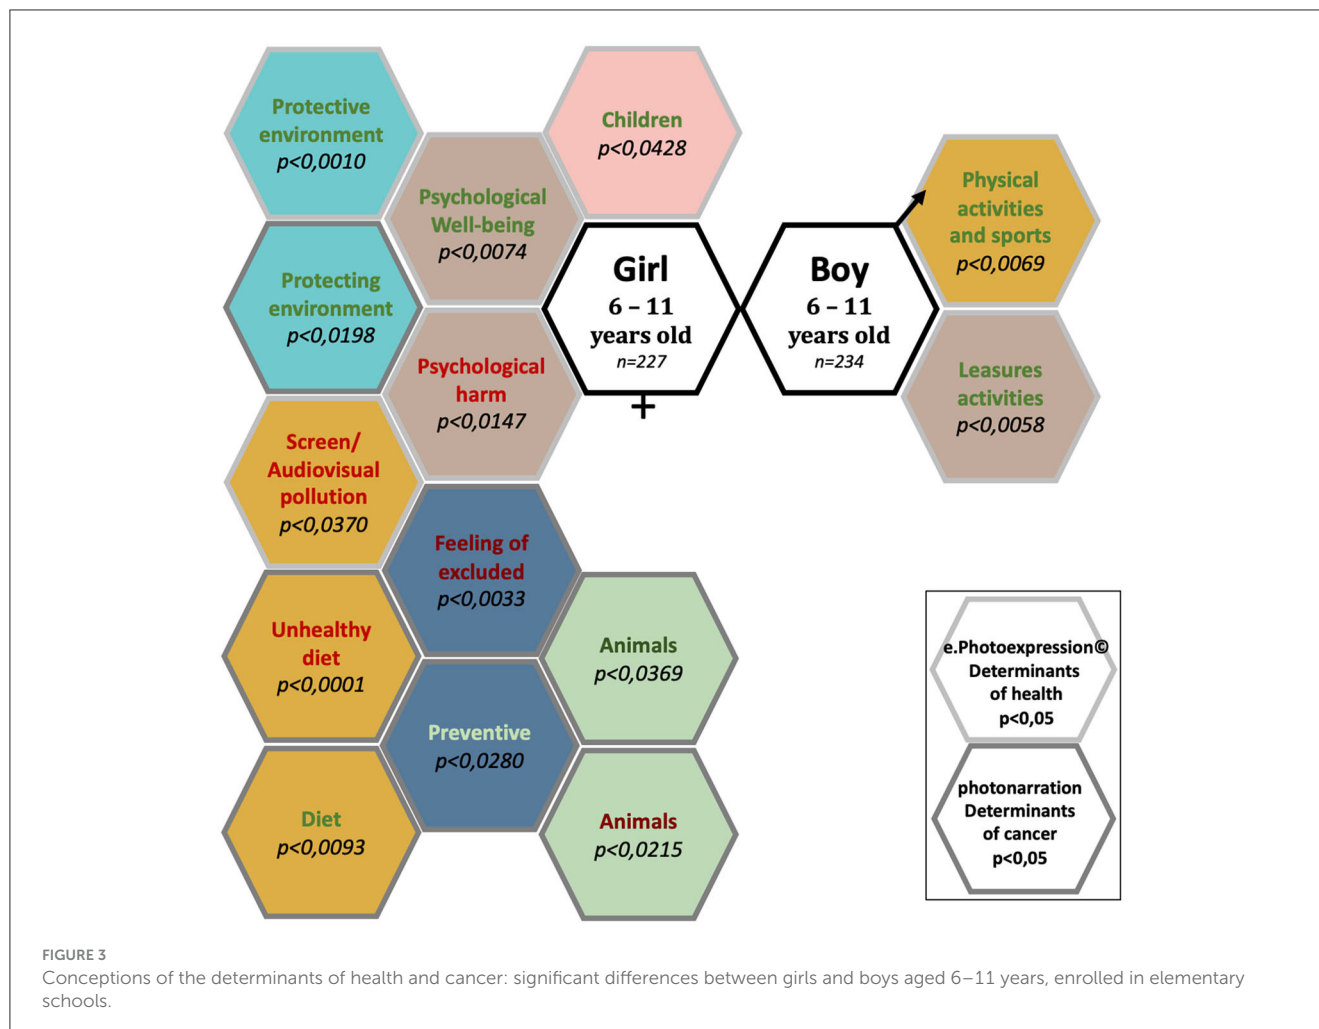 Protective
environment
p<0,0010
Children
p<0,0428
Psychological
Well-being
p<0,0074
Physical
activities
and sports
p<0,0069
Protecting
environment
p<0,0198
Girl
6 – 11
years old
n=227
Boy
6 – 11
years old
n=234
Psychological
harm
p<0,0147
Leasures
activities
p<0,0058
Screen/
Audiovisual
pollution
p<0,0370
Feeling of
excluded
p<0,0033
Unhealthy
diet
p<0,0001
Animals
p<0,0369
Preventive
p<0,0280
Diet
p<0,0093
Animals
p<0,0215
e.Photoexpression©
Determinants
of health
p<0,05
photonarration
Determinants
of cancer
p<0,05
FIGURE 3
Conceptions of the determinants of health and cancer: significant differences between girls and boys aged 6–11 years, enrolled in elementary
schools.